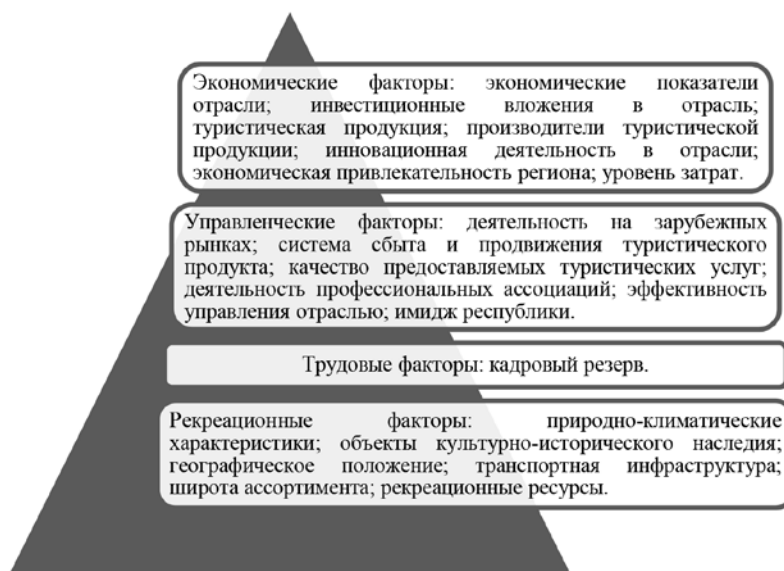 Экономические факторы: экономические показатели
отрасли; инвестиционные вложения в отрасль;
туристическая продукция; производители туристической
продукции; инновационная деятельность в отрасли;
экономическая привлекательность региона; уровень затрат.
Управленческие факторы: деятельность на зарубежных
рынках; система сбыта и продвижения туристического
продукта; качество предоставляемых туристических услуг;
деятельность профессиональных ассоциаций; эффективность
управления отраслью; имидж республики.
Трудовые факторы: кадровый резерв.
Рекреационные факторы: природно-климатические
характеристики; объекты культурно-исторического наследия;
географическое положение; транспортная инфраструктура;
широта ассортимента; рекреационные ресурсы.